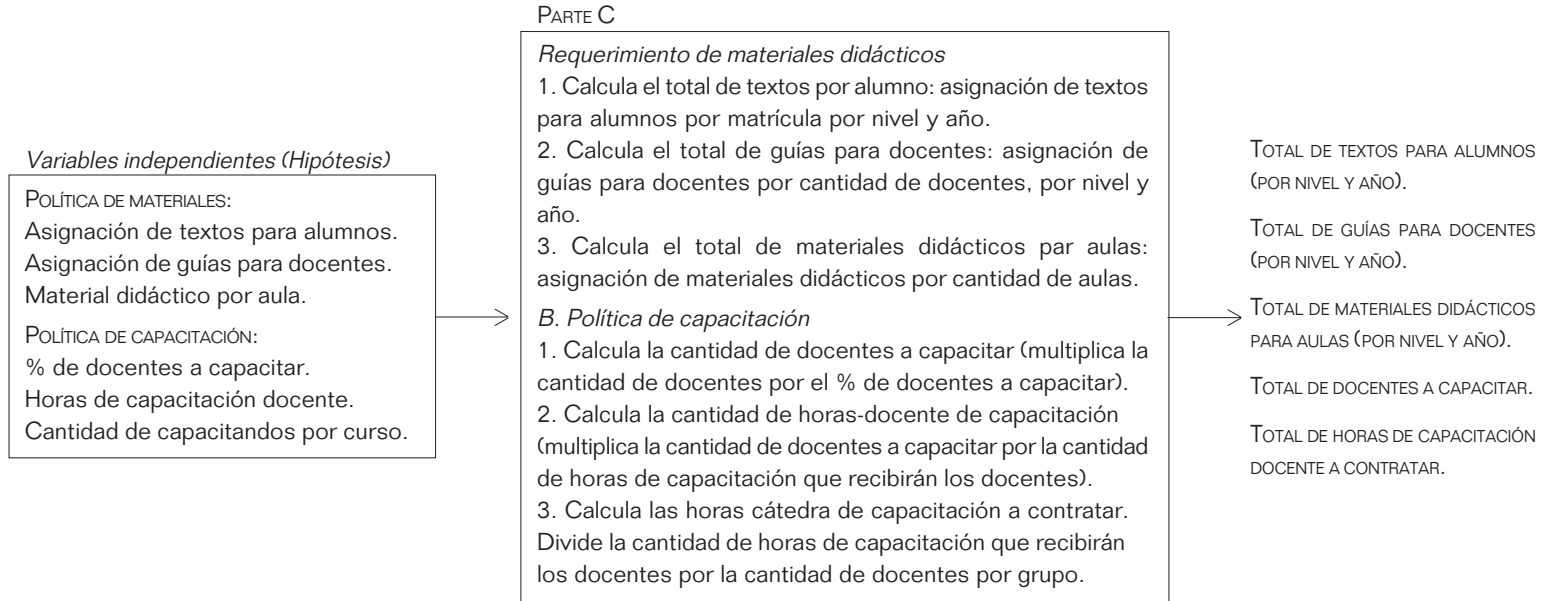 Variables independientes (Hipótesis)
POLÍTICA DE MATERIALES:
Asignación de textos para alumnos.
Asignación de guías para docentes.
Material didáctico por aula.
POLÍTICA DE CAPACITACIÓN:
% de docentes a capacitar.
Horas de capacitación docente.
Cantidad de capacitandos por curso.
PARTE C
Requerimiento de materiales didácticos
1. Calcula el total de textos por alumno: asignación de textos
para alumnos por matrícula por nivel y año.
2. Calcula el total de guías para docentes: asignación de
guías para docentes por cantidad de docentes, por nivel y
año.
3. Calcula el total de materiales didácticos par aulas:
asignación de materiales didácticos por cantidad de aulas.
B. Política de capacitación
1. Calcula la cantidad de docentes a capacitar (multiplica la
cantidad de docentes por el % de docentes a capacitar).
2. Calcula la cantidad de horas-docente de capacitación
(multiplica la cantidad de docentes a capacitar por la cantidad
de horas de capacitación que recibirán los docentes).
3. Calcula las horas cátedra de capacitación a contratar.
Divide la cantidad de horas de capacitación que recibirán
los docentes por la cantidad de docentes por grupo.
TOTAL DE TEXTOS PARA ALUMNOS
(POR NIVEL Y AÑO).
TOTAL DE GUÍAS PARA DOCENTES
(POR NIVEL Y AÑO).
TOTAL DE MATERIALES DIDÁCTICOS
PARA AULAS (POR NIVEL Y AÑO).
TOTAL DE DOCENTES A CAPACITAR.
TOTAL DE HORAS DE CAPACITACIÓN
DOCENTE A CONTRATAR.